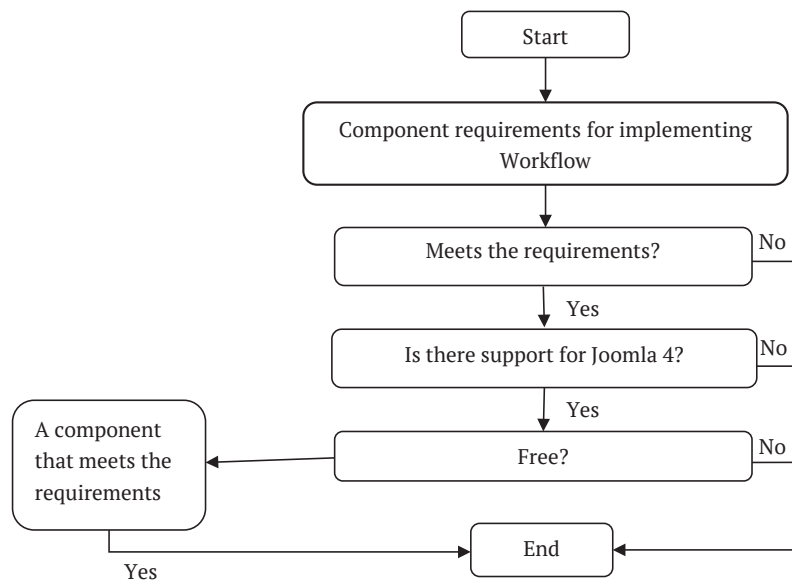 Start
Component requirements for implementing
Workflow
Meets the requirements?
No
Yes
Is there support for Joomla 4?
No
Yes
A component
that meets the
requirements
Free?
No
End
Yes